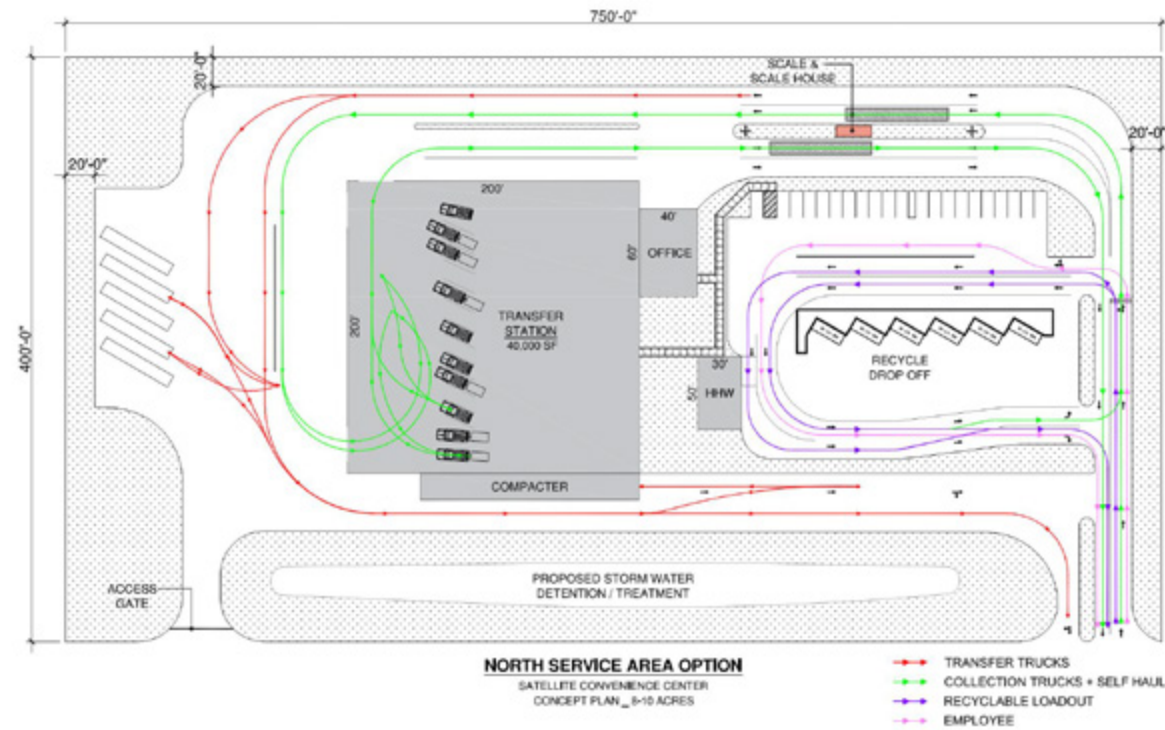 750'-0"
20'-0"
SCALE &
SCALE HOUSE
20'-0"
20'-0"
200'
40'
OFFICE
60'
TRANSFER
STATION
40,000 SF
200'
400'-0"
RECYCLE
DROP OFF
30'
HHW
50'
COMPACTER
PROPOSED STORM WATER
DETENTION / TREATMENT
ACCESS
GATE
NORTH SERVICE AREA OPTION
SATELLITE CONVENIENCE CENTER
CONCEPT PLAN _ 8-10 ACRES
TRANSFER TRUCKS
COLLECTION TRUCKS + SELF HAUL
RECYCLABLE LOADOUT
EMPLOYEE